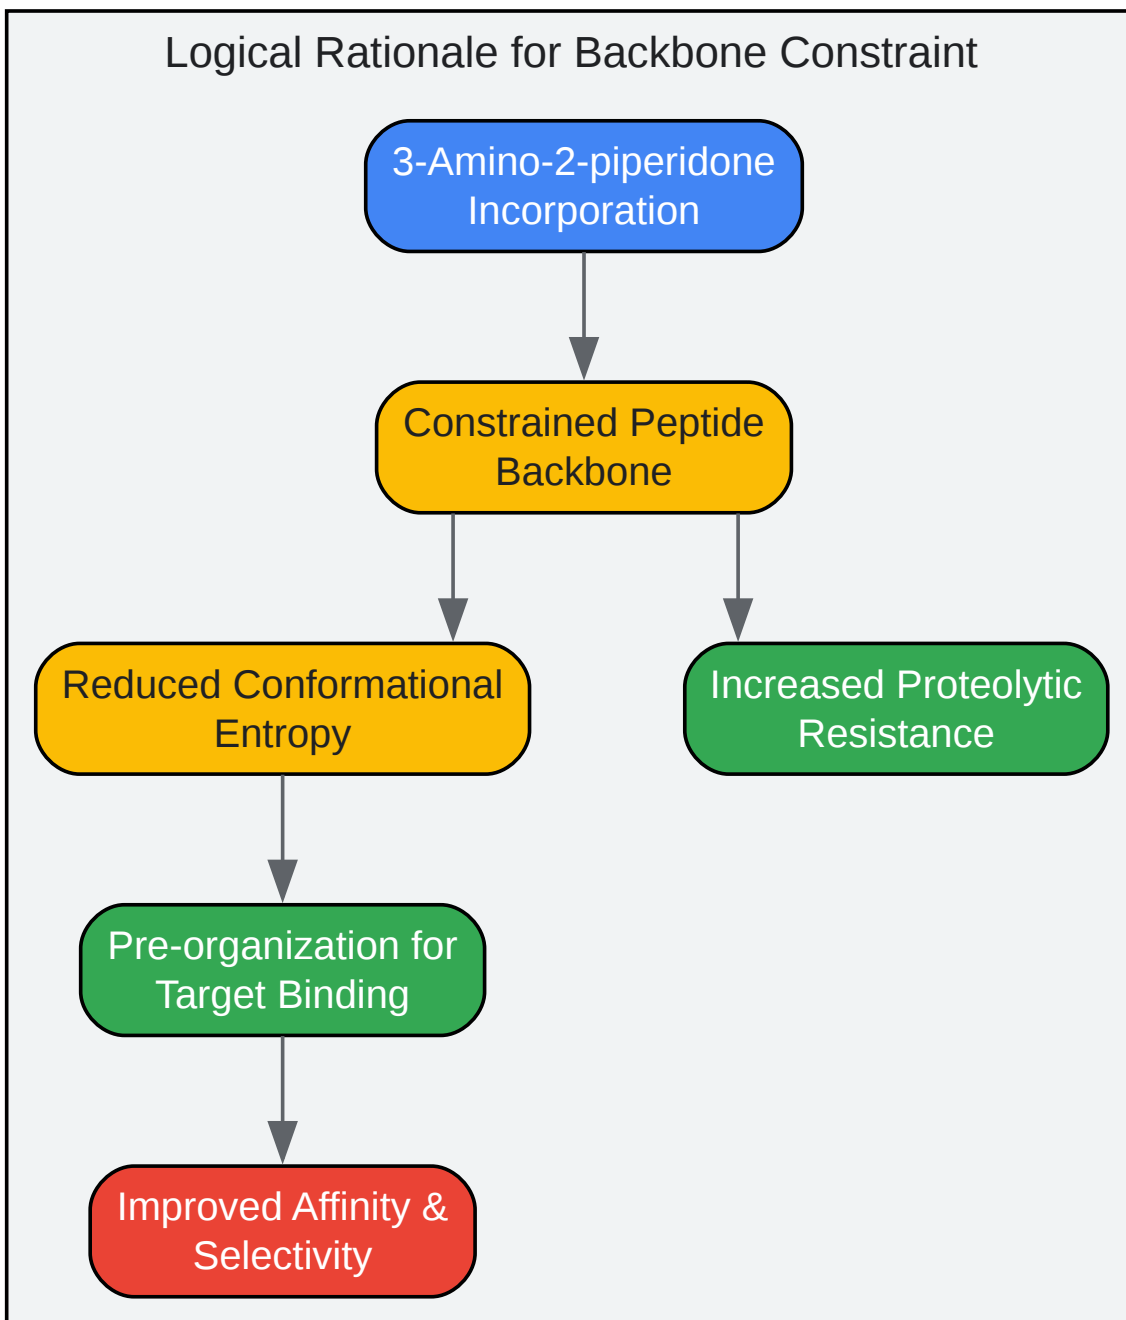 Logical Rationale for Backbone Constraint
3-Amino-2-piperidone
Incorporation
Constrained Peptide
Backbone
Reduced Conformational
Entropy
Increased Proteolytic
Resistance
Pre-organization for
Target Binding
Improved Affinity &
Selectivity